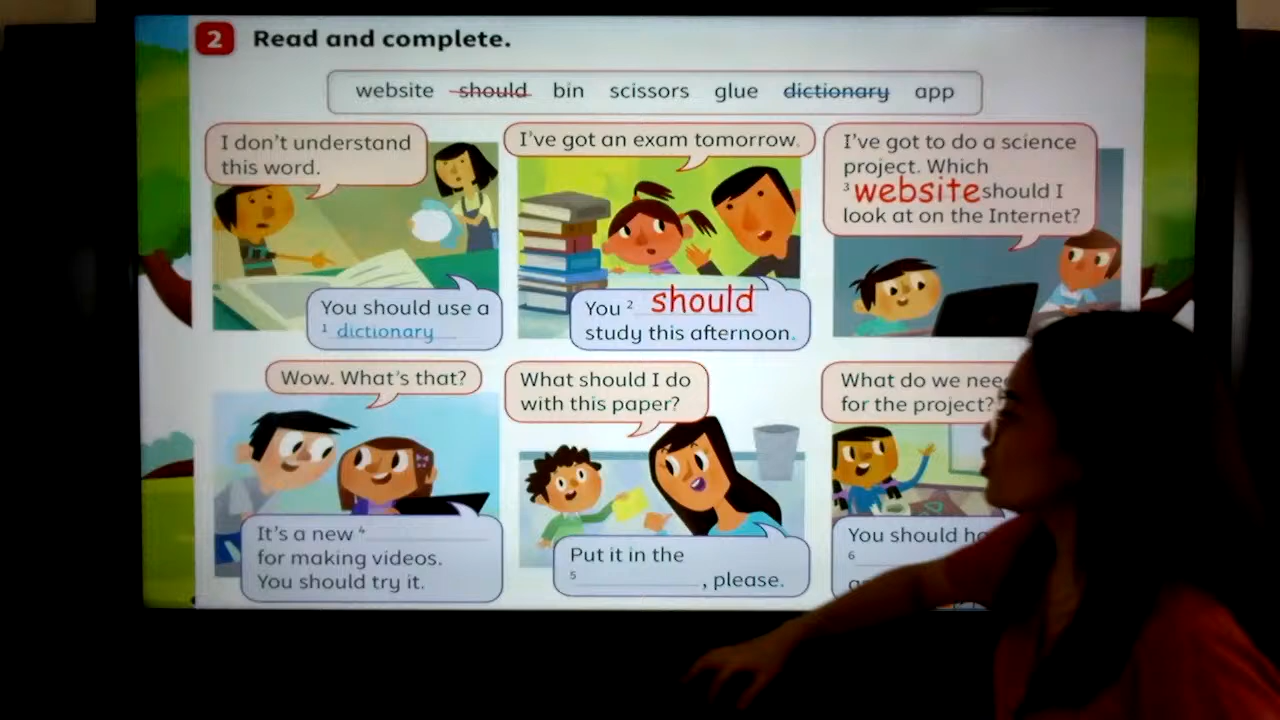 2 Read and complete.
website should bin scissors glue dictionary app
I don't understand
this word.
You should use a
1 dictionary
I've got an exam tomorrow.
You 2 should
study this afternoon.
I've got to do a science
project. Which
3 website should I
look at on the Internet?
Wow. What's that?
It's a new 4
for making videos.
You should try it.
What should I do
with this paper?
Put it in the
5 , please.
What do we
for the project?
You should
6